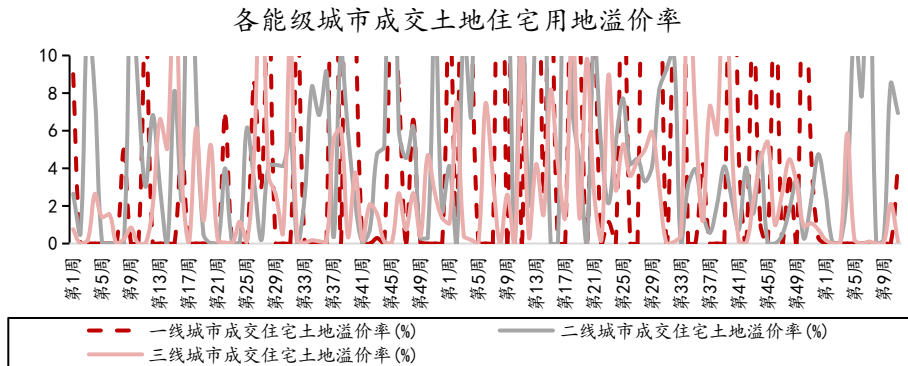 各能级城市成交土地住宅用地溢价率
10
8
6
4
2
0
第1周
第5周
第9周
第13周
第17周
第21周
第25周
第29周
第33周
第37周
第41周
第45周
第49周
第1周
第5周
第9周
第13周
第17周
第21周
第25周
第29周
第33周
第37周
第41周
第45周
第49周
第1周
第5周
第9周
一线城市成交住宅土地溢价率(%)
二线城市成交住宅土地溢价率(%)
三线城市成交住宅土地溢价率(%)